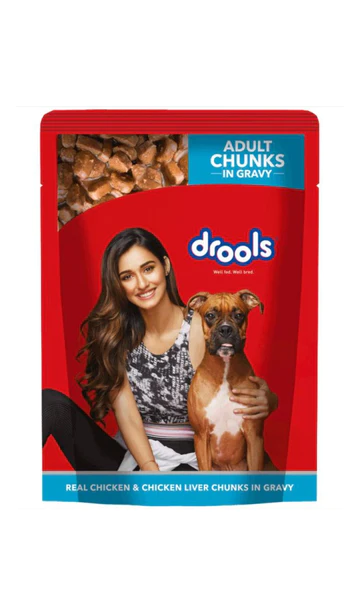 ADULT
CHUNKS
IN GRAVY
drools
Well fed. Well bred.
REAL CHICKEN & CHICKEN LIVER CHUNKS IN GRAVY